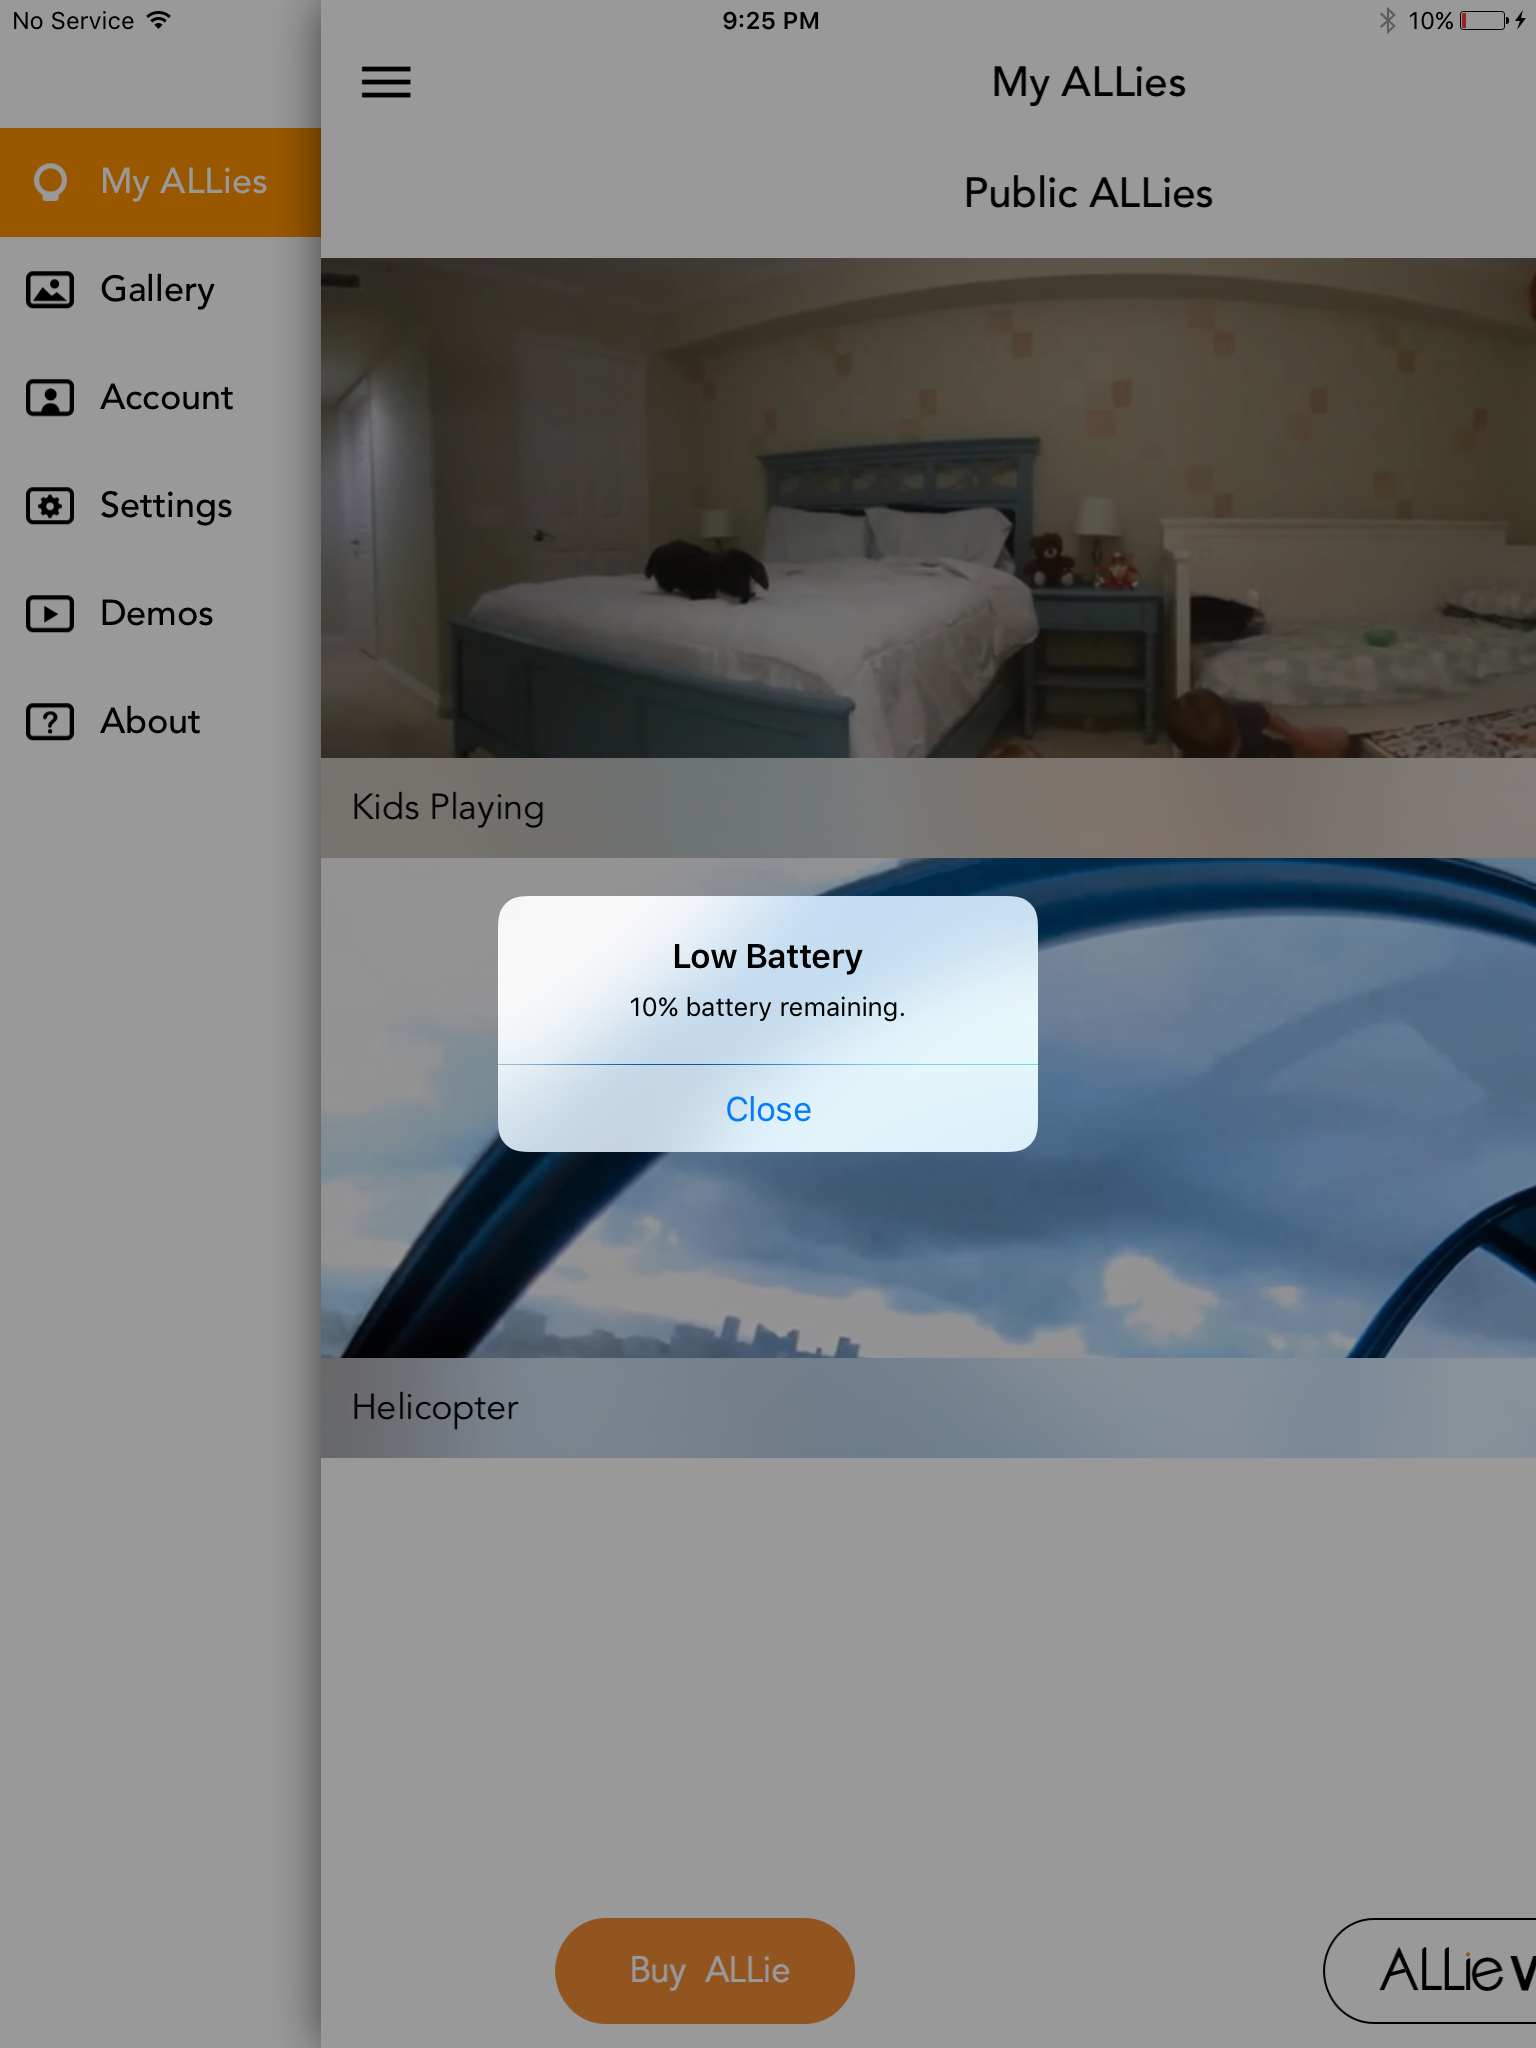 No Service
9:25 PM
10%
My ALLies
Public ALLies
My ALLies
Gallery
Account
Settings
Demos
About
Kids Playing
Low Battery
10% battery remaining.
Close
Helicopter
Buy ALLie
ALLie